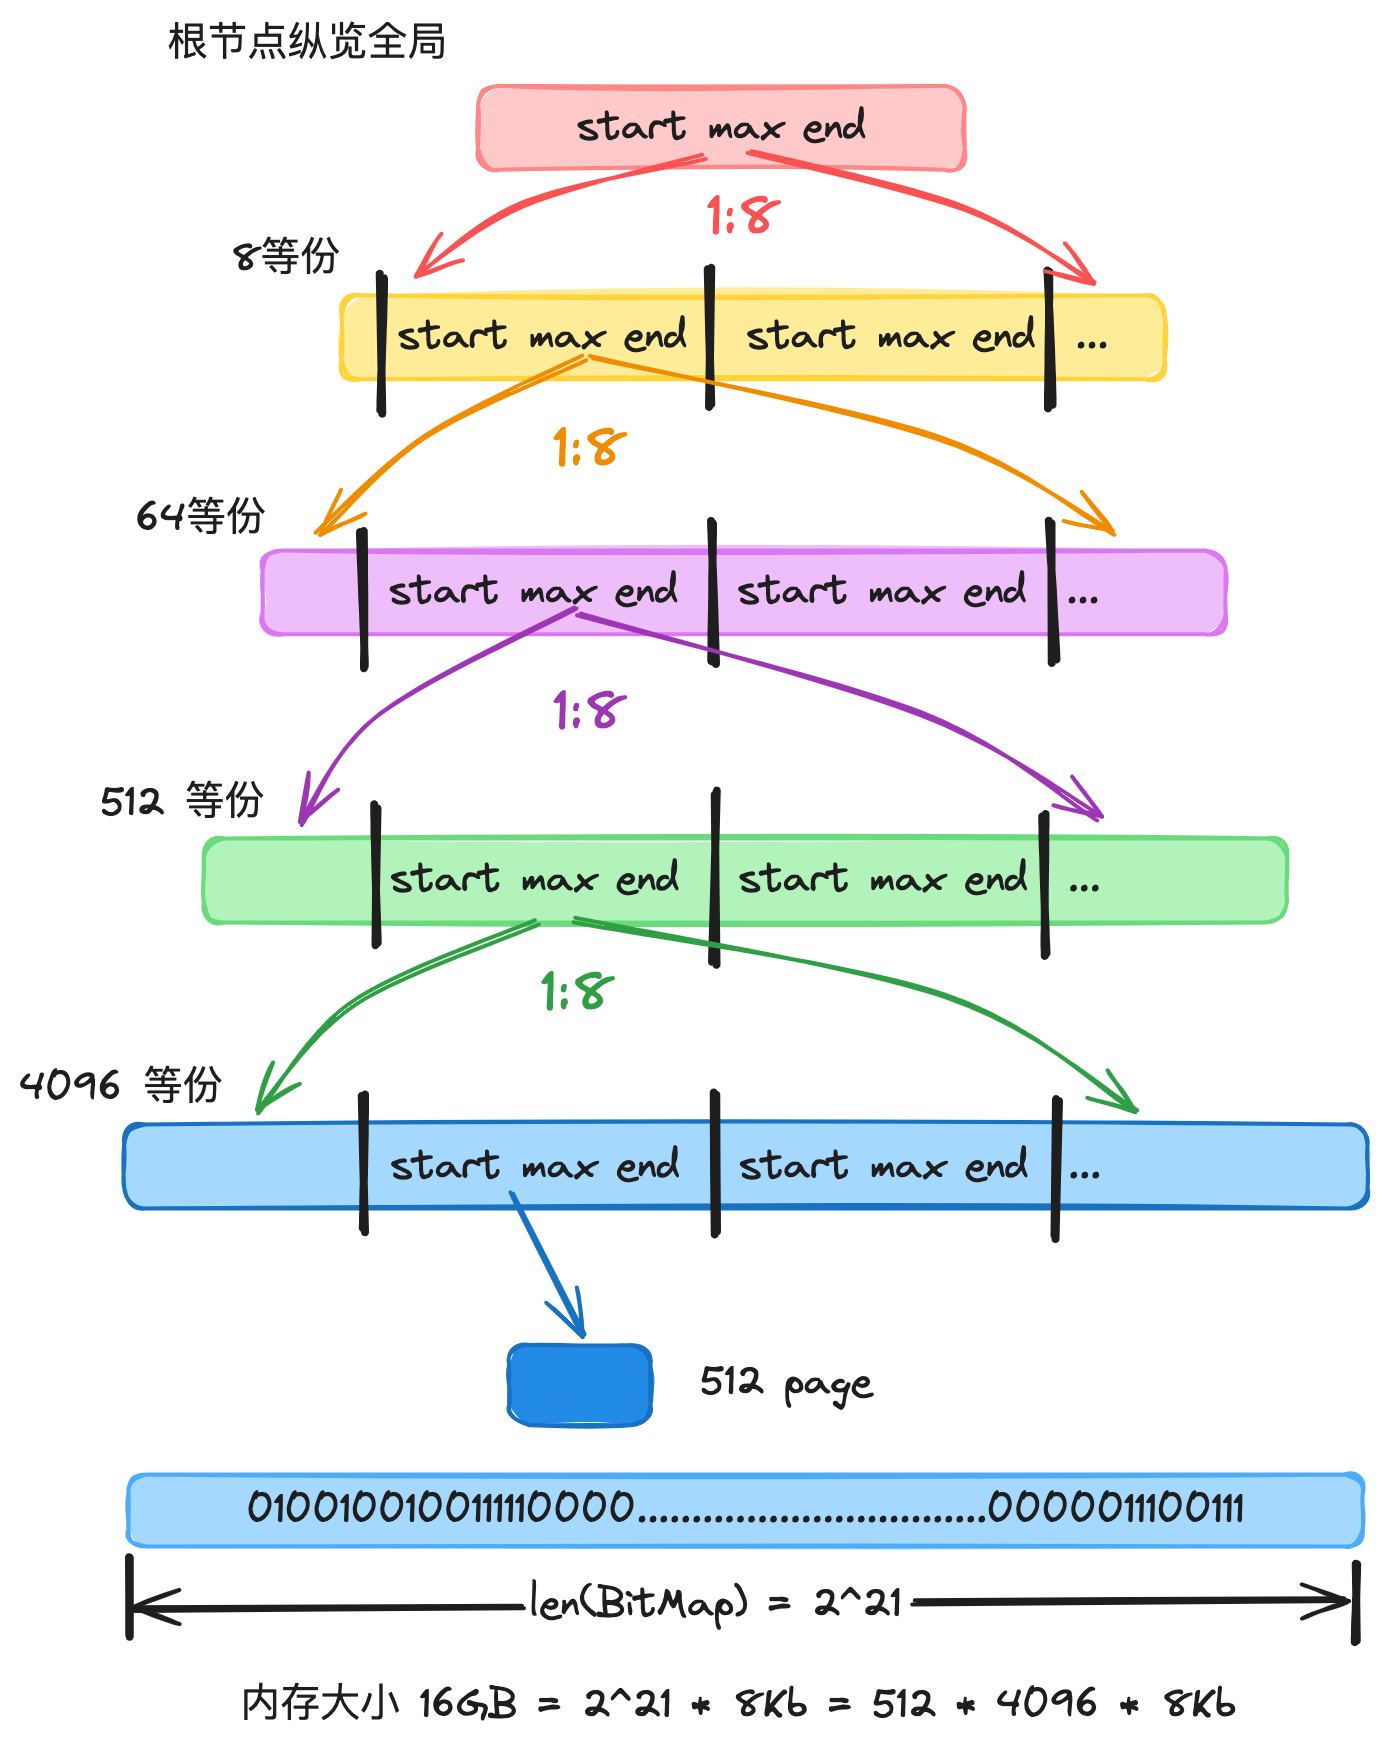 根节点纵览全局
start max end
1:8
8等份
start max end start max end ...
1:8
64等份
start max end start max end ...
1:8
512 等份
start max end start max end ...
1:8
4096 等份
start max end start max end ...
512 page
0100100100111110000................................0000011100111
len(BitMap) = 2^21
内存大小 16GB = 2^21 * 8Kb = 512 * 4096 * 8Kb